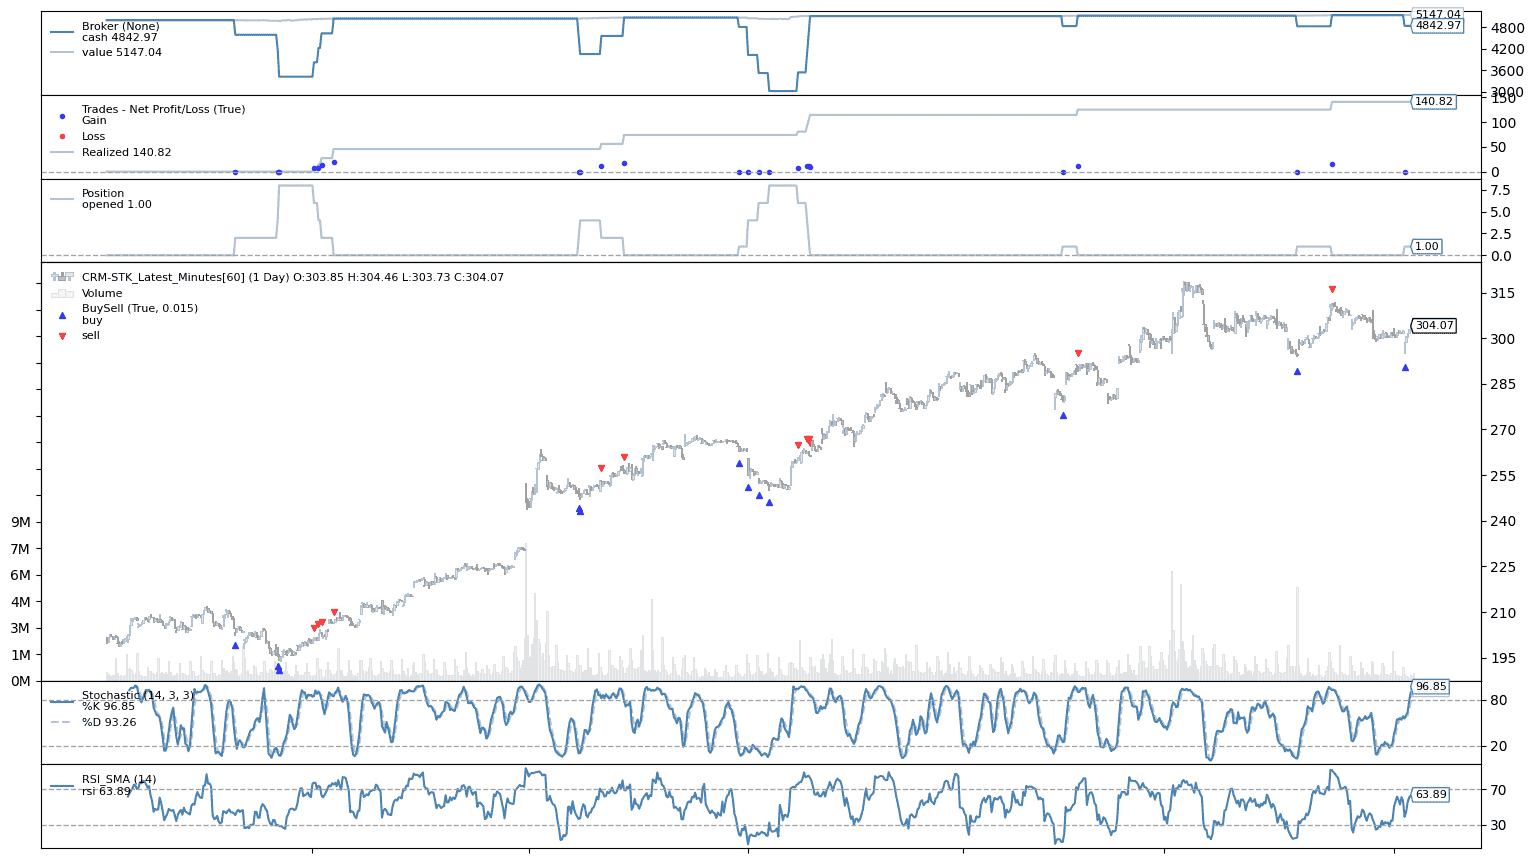 Broker (None)
cash 4842.97
value 5147.04
5147.04
4842.97
4800
4200
3600
3000
Trades - Net Profit/Loss (True)
Gain
Loss
Realized 140.82
140.82
150
100
50
0
Position
opened 1.00
1.00
7.5
5.0
2.5
0.0
CRM-STK_Latest_Minutes[60] (1 Day) O:303.85 H:304.46 L:303.73 C:304.07
Volume
BuySell (True, 0.015)
buy
sell
304.07
315
300
285
270
255
240
225
210
195
9M
7M
6M
4M
3M
1M
0M
Stochastic (14, 3, 3)
%K 96.85
%D 93.26
96.85
80
20
RSI_SMA (14)
rsi 63.89
63.89
70
30